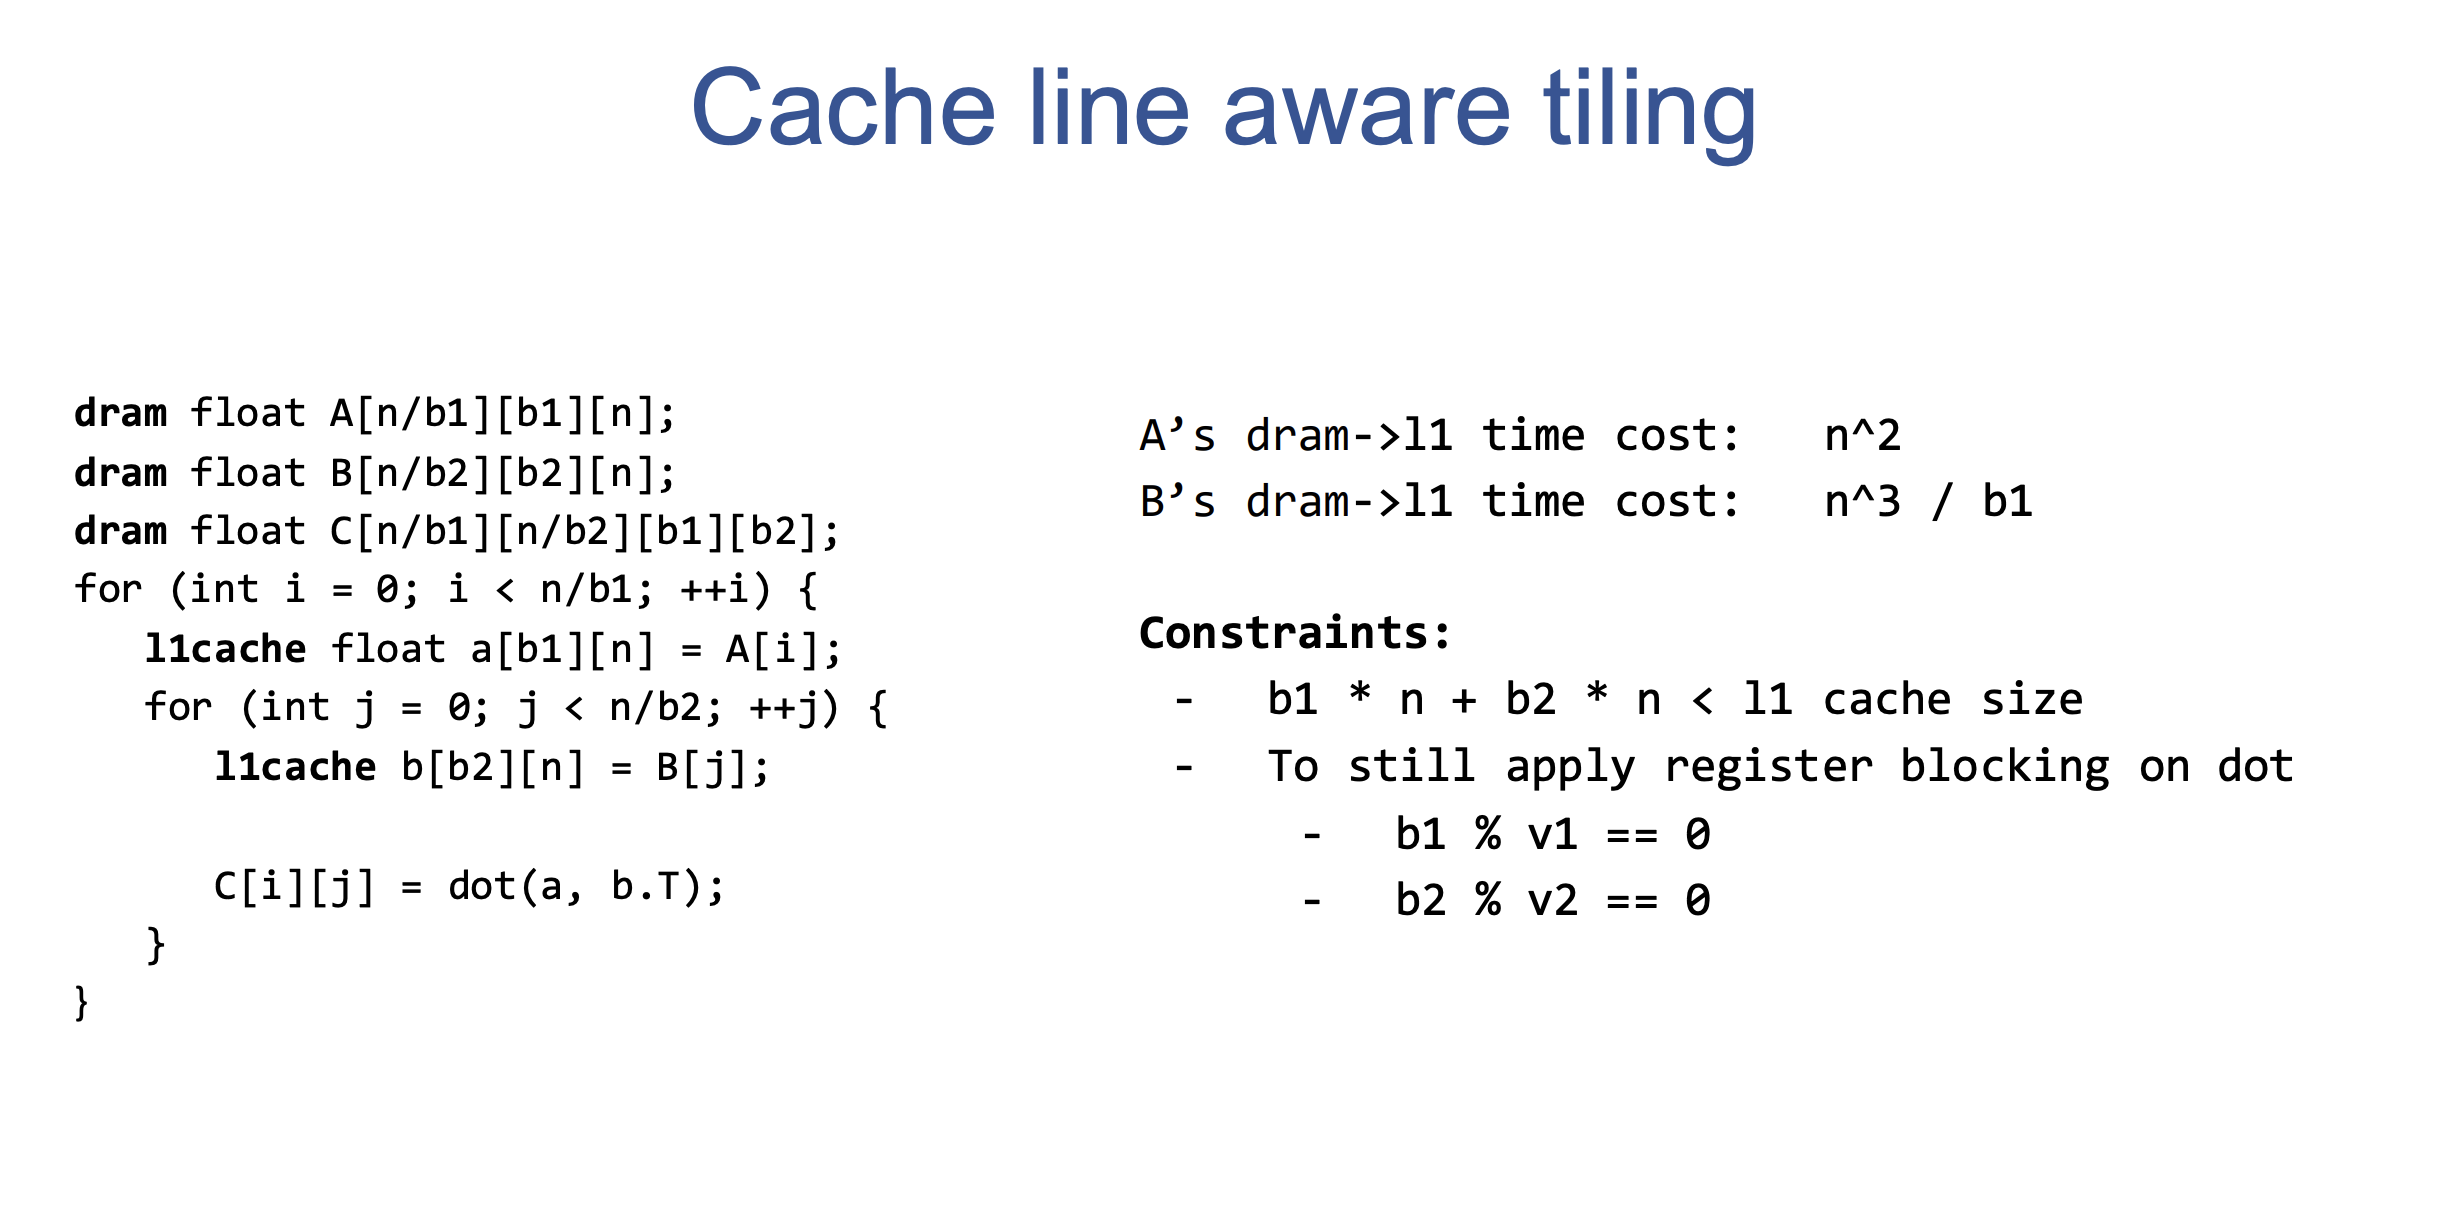 Cache line aware tiling
dram float A[n/b1][b1][n];
dram float B[n/b2][b2][n];
dram float C[n/b1][n/b2][b1][b2];
for (int i = 0; i < n/b1; ++i) {
   l1cache float a[b1][n] = A[i];
   for (int j = 0; j < n/b2; ++j) {
      l1cache b[b2][n] = B[j];
      C[i][j] = dot(a, b.T);
   }
}
A’s dram->l1 time cost:   n^2
B’s dram->l1 time cost:   n^3 / b1
Constraints:
- b1 * n + b2 * n < l1 cache size
- To still apply register blocking on dot
- b1 % v1 == 0
- b2 % v2 == 0